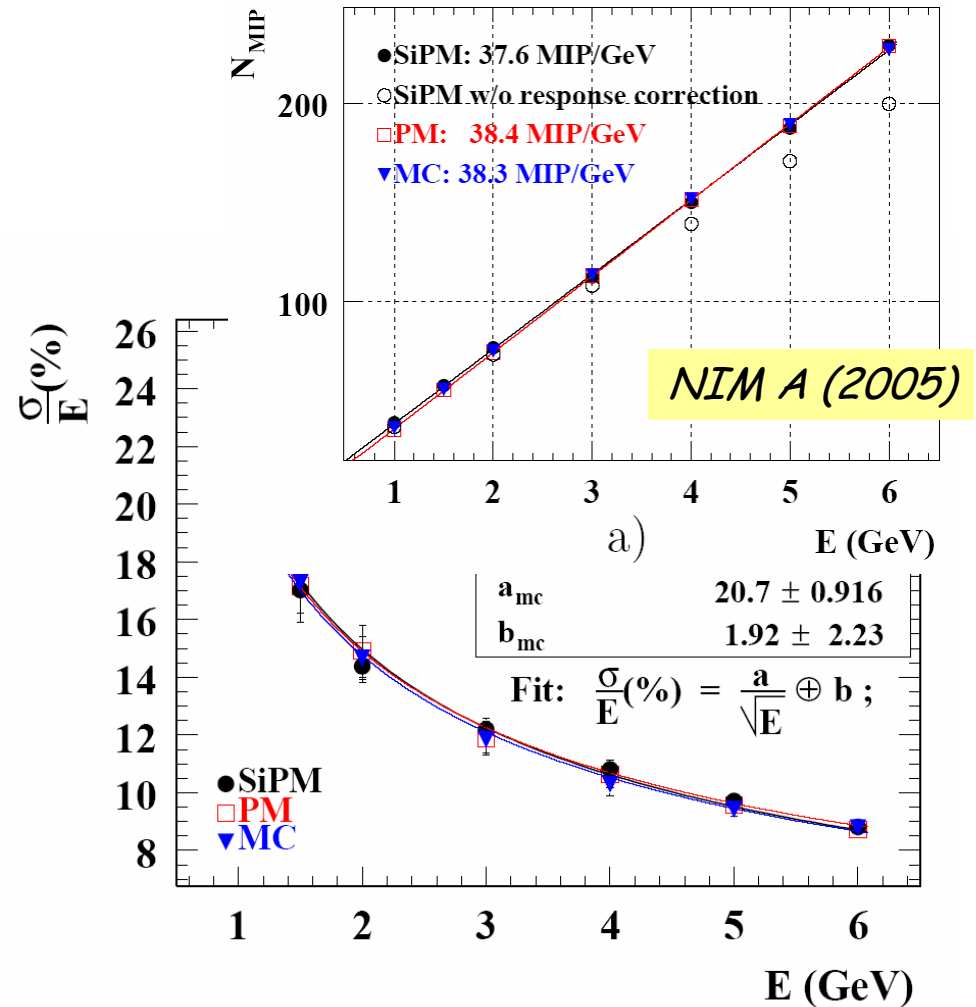 N_MIP
●SiPM: 37.6 MIP/GeV
○SiPM w/o response correction
□PM: 38.4 MIP/GeV
▼MC: 38.3 MIP/GeV
200
100
1 2 3 4 5 6
a)
E (GeV)
NIM A (2005)
σ/E (%)
26
24
22
20
18
16
14
12
10
8
a_mc 20.7 ± 0.916
b_mc 1.92 ± 2.23
Fit: σ/E (%) = a/√E ⊕ b ;
●SiPM
□PM
▼MC
1 2 3 4 5 6
E (GeV)